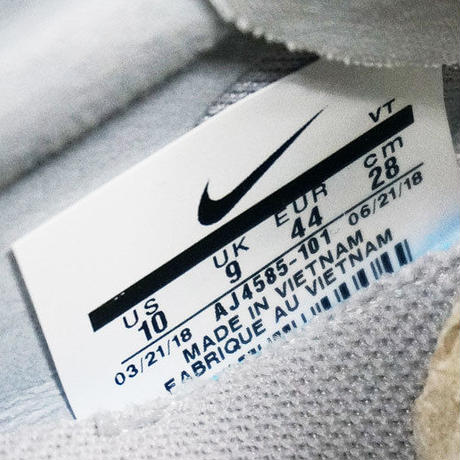 VT
US UK EUR cm
10 9 44 28
03/21/18 AJ4585-101 06/21/18
MADE IN VIETNAM
FABRIQUE AU VIETNAM